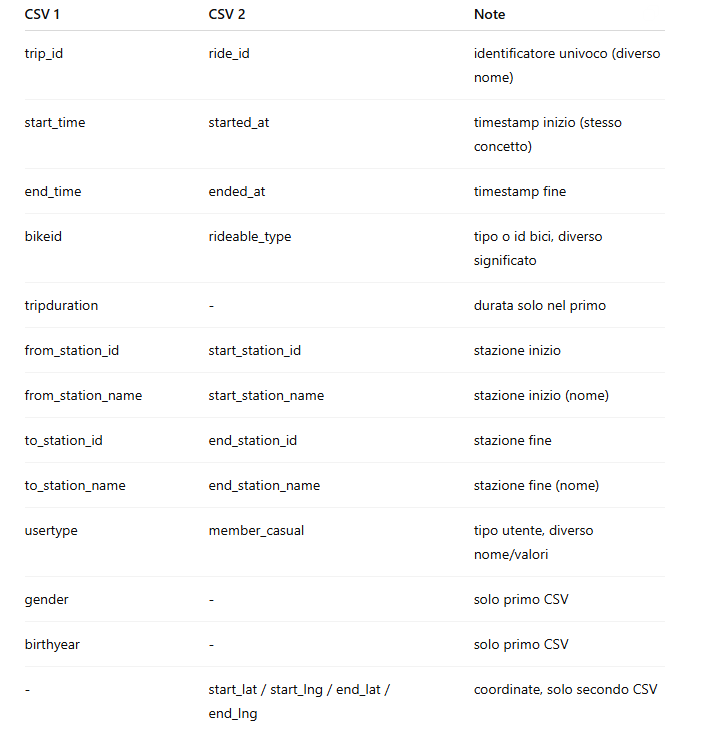 CSV 1 CSV 2 Note
trip_id ride_id identificatore univoco (diverso
nome)
start_time started_at timestamp inizio (stesso
concetto)
end_time ended_at timestamp fine
bikeid rideable_type tipo o id bici, diverso
significato
tripduration - durata solo nel primo
from_station_id start_station_id stazione inizio
from_station_name start_station_name stazione inizio (nome)
to_station_id end_station_id stazione fine
to_station_name end_station_name stazione fine (nome)
usertype member_casual tipo utente, diverso
nome/valori
gender - solo primo CSV
birthyear - solo primo CSV
- start_lat / start_lng / end_lat / coordinate, solo secondo CSV
end_lng